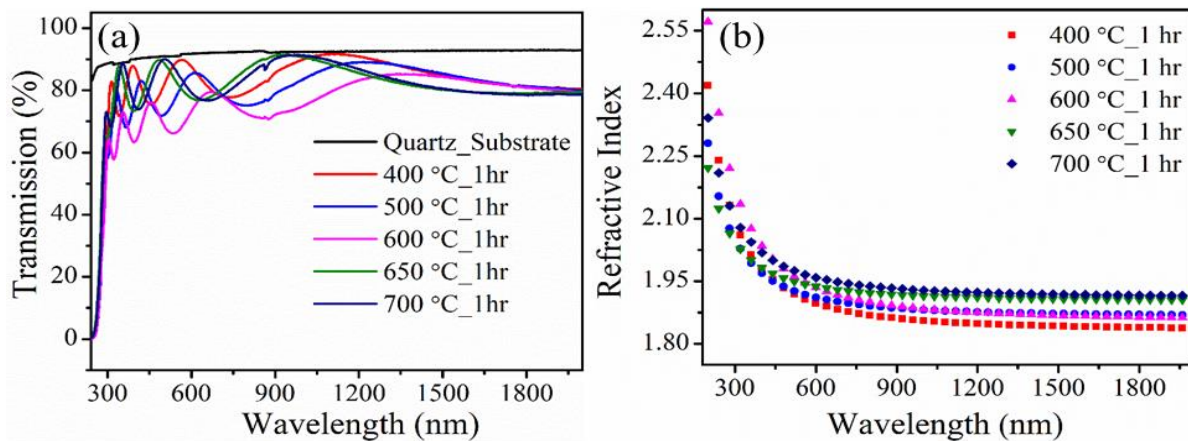 (a)
100
80
60
40
20
0
Transmission (%)
300 600 900 1200 1500 1800
Wavelength (nm)
Quartz_Substrate
400 °C_1hr
500 °C_1hr
600 °C_1hr
650 °C_1hr
700 °C_1hr
(b)
2.55
2.40
2.25
2.10
1.95
1.80
Refractive Index
300 600 900 1200 1500 1800
Wavelength (nm)
400 °C_1 hr
500 °C_1 hr
600 °C_1 hr
650 °C_1 hr
700 °C_1 hr